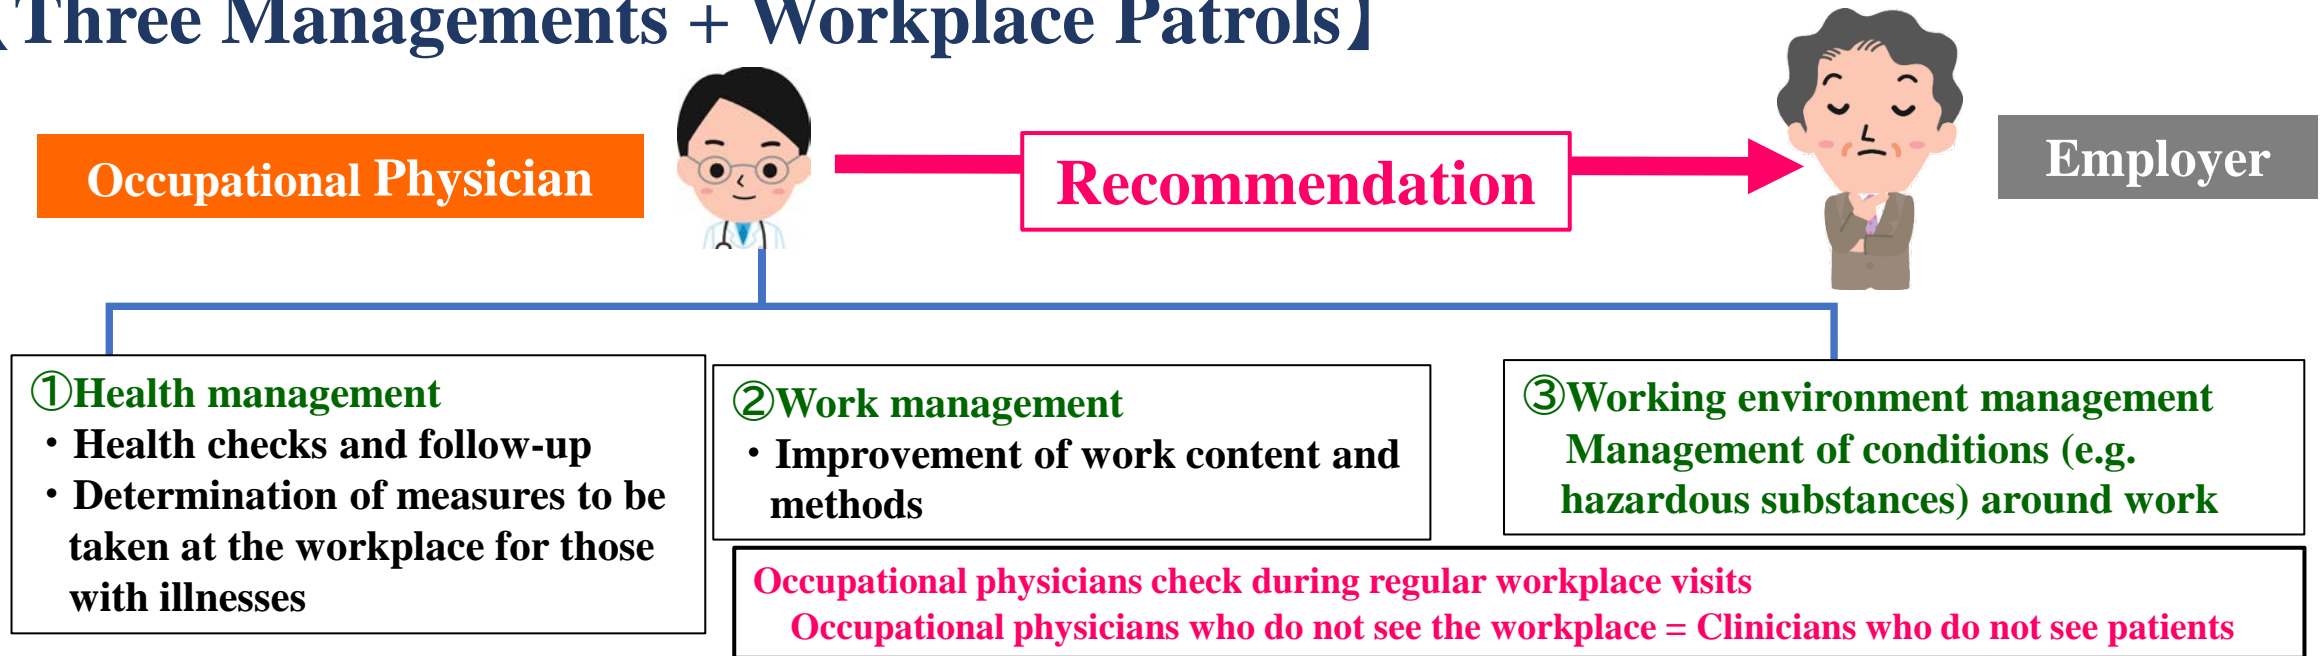 【Three Managements + Workplace Patrols】
Occupational Physician
Recommendation
Employer
①Health management
・Health checks and follow-up
・Determination of measures to be
taken at the workplace for those
with illnesses
②Work management
・Improvement of work content and
methods
③Working environment management
Management of conditions (e.g.
hazardous substances) around work
Occupational physicians check during regular workplace visits
Occupational physicians who do not see the workplace = Clinicians who do not see patients